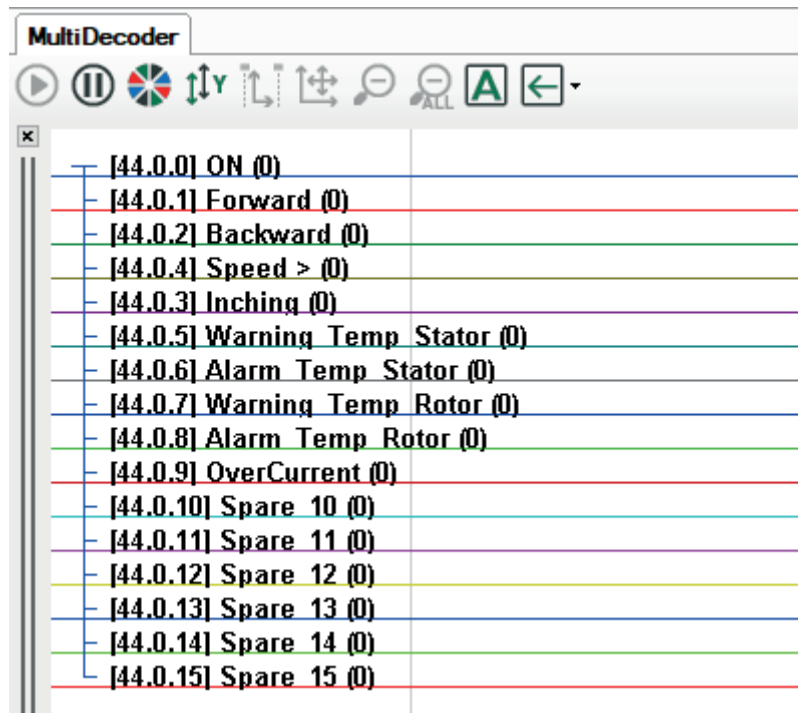 MultiDecoder
Y
ALL
A
[44.0.0] ON (0)
[44.0.1] Forward (0)
[44.0.2] Backward (0)
[44.0.4] Speed > (0)
[44.0.3] Inching (0)
[44.0.5] Warning_Temp_Stator (0)
[44.0.6] Alarm_Temp_Stator (0)
[44.0.7] Warning_Temp_Rotor (0)
[44.0.8] Alarm_Temp_Rotor (0)
[44.0.9] OverCurrent (0)
[44.0.10] Spare_10 (0)
[44.0.11] Spare_11 (0)
[44.0.12] Spare_12 (0)
[44.0.13] Spare_13 (0)
[44.0.14] Spare_14 (0)
[44.0.15] Spare_15 (0)